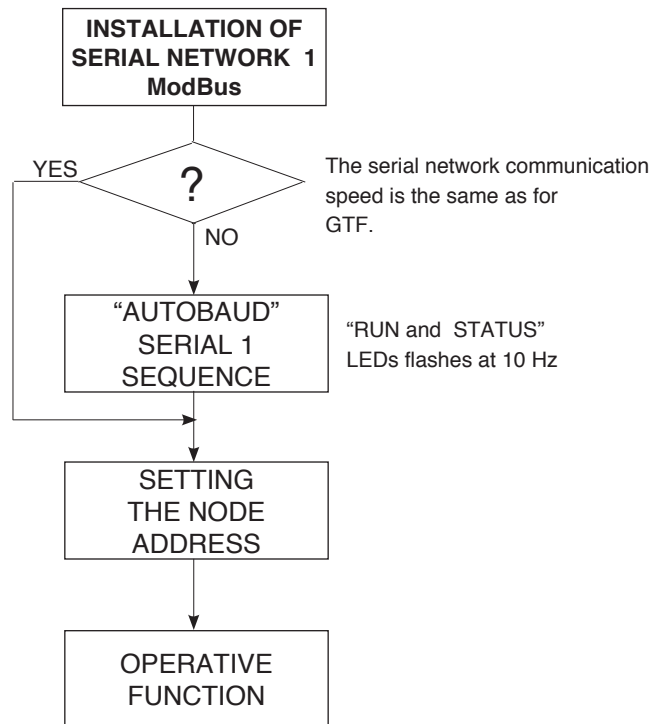 INSTALLATION OF
SERIAL NETWORK 1
ModBus
YES
?
The serial network communication
speed is the same as for
GTF.
NO
“AUTOBAUD”
SERIAL 1
SEQUENCE
“RUN and STATUS”
LEDs flashes at 10 Hz
SETTING
THE NODE
ADDRESS
OPERATIVE
FUNCTION